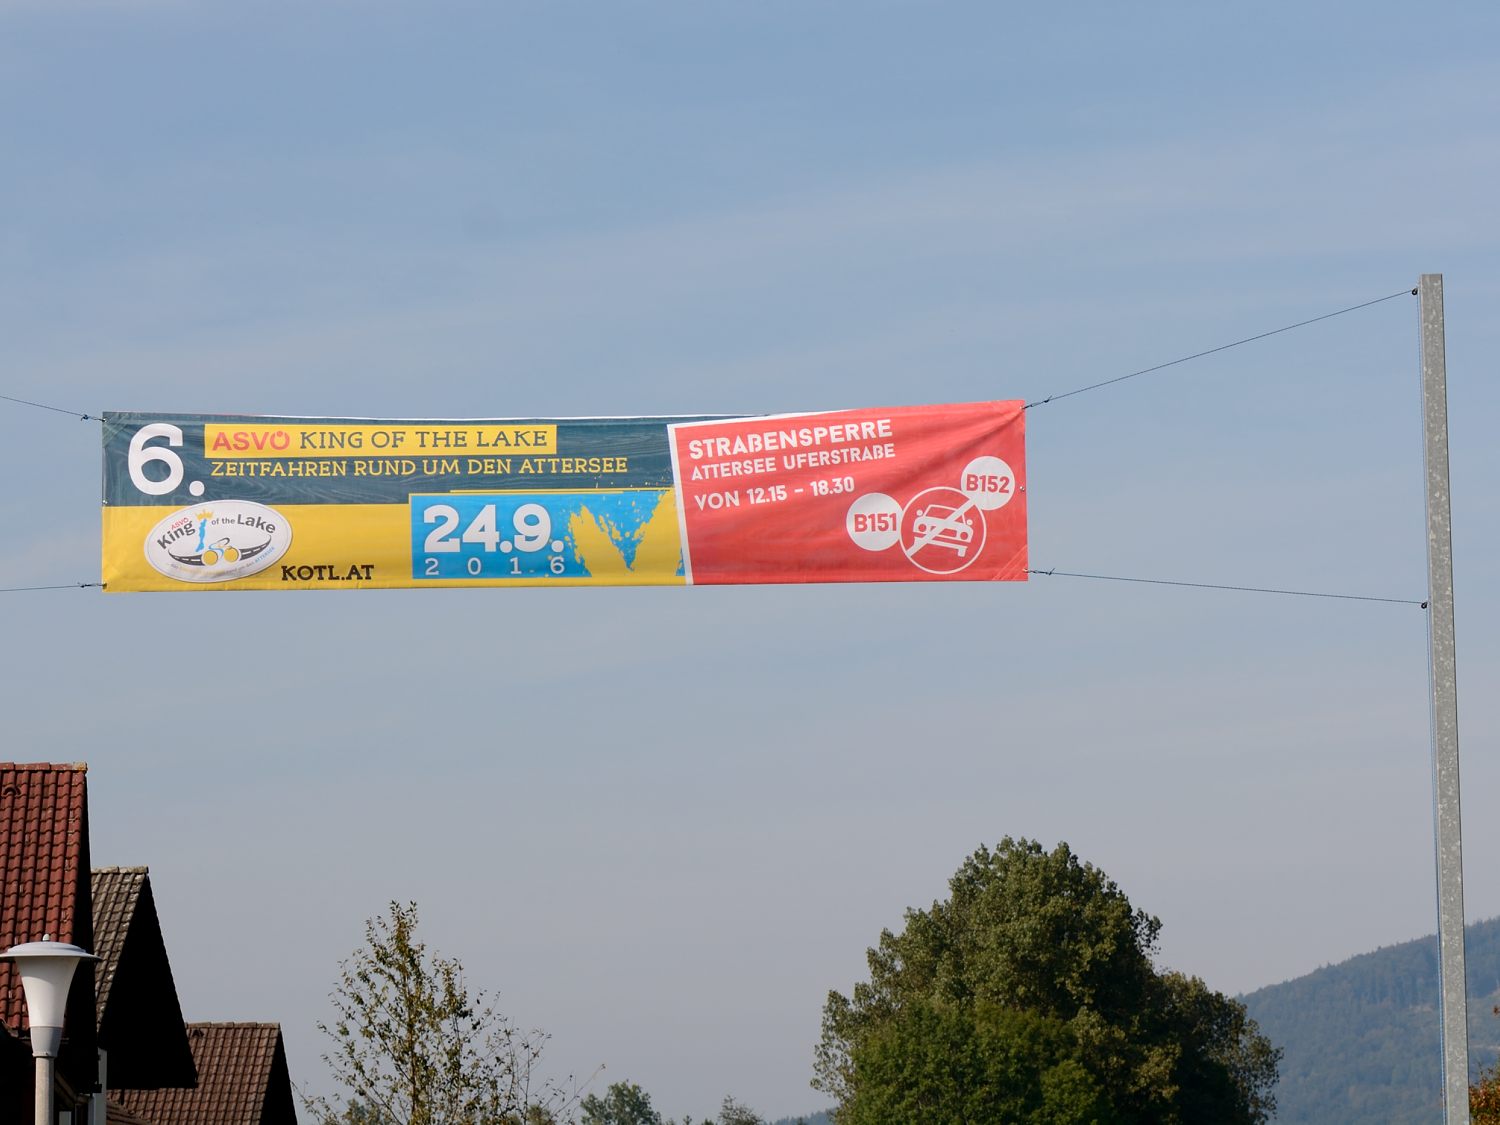 6. ASVÖ KING OF THE LAKE
ZEITFAHREN RUND UM DEN ATTERSEE
ASVÖ
King of the Lake
KOTL.AT
24.9.
2016
STRAßENSPERRE
ATTERSEE UFERSTRAßE
VON 12.15 - 18.30
B151
B152